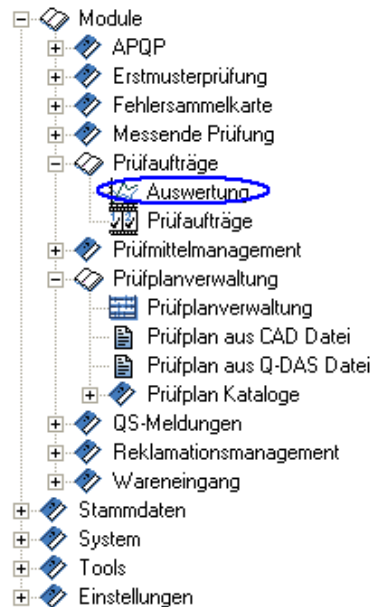 Module
APQP
Erstmusterprüfung
Fehlersammelkarte
Messende Prüfung
Prüfaufträge
Auswertung
Prüfaufträge
Prüfmittelmanagement
Prüfplanverwaltung
Prüfplanverwaltung
Prüfplan aus CAD Datei
Prüfplan aus Q-DAS Datei
Prüfplan Kataloge
QS-Meldungen
Reklamationsmanagement
Wareneingang
Stammdaten
System
Tools
Einstellungen